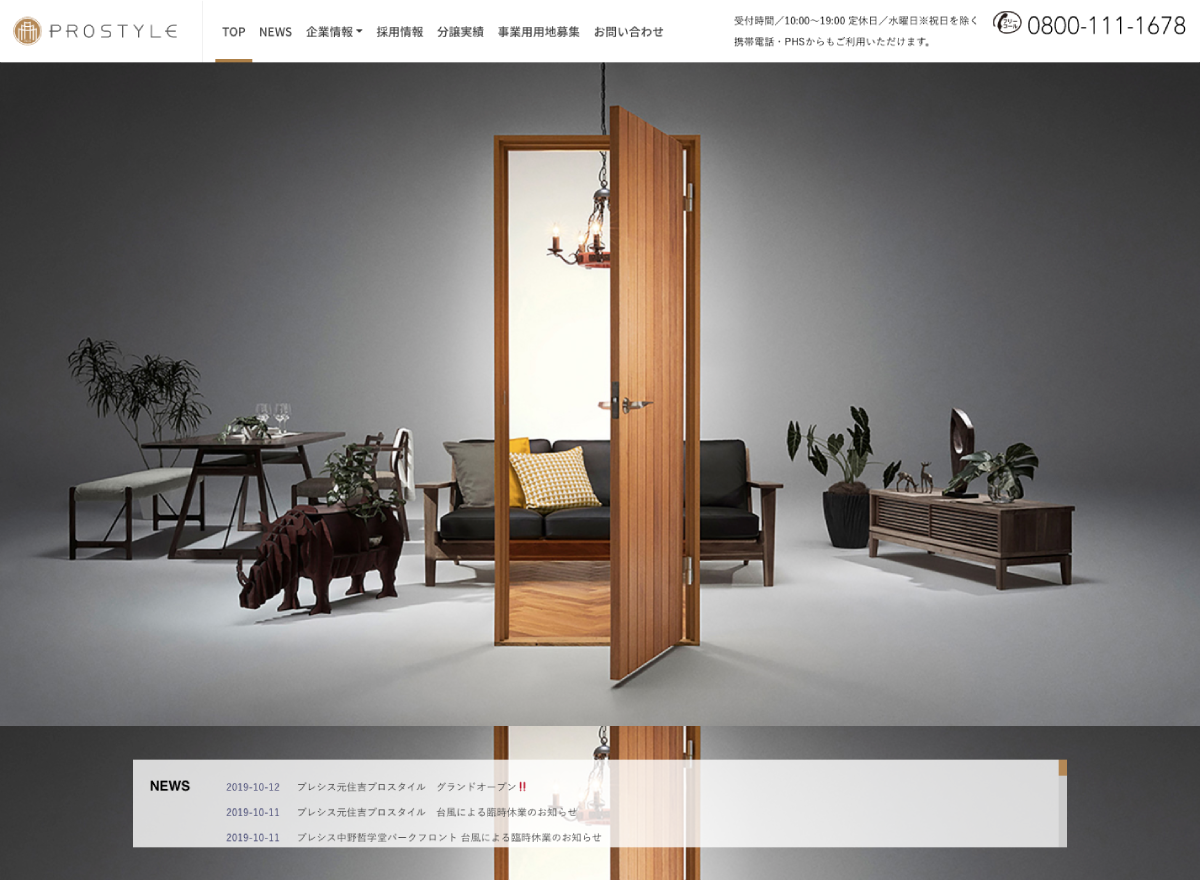 PROSTYLE
TOP NEWS 企業情報 採用情報 分譲実績 事業用用地募集 お問い合わせ
受付時間／10:00～19:00 定休日／水曜日※祝日を除く
携帯電話・PHSからもご利用いただけます。
フリーコール 0800-111-1678
NEWS
2019-10-12 プレシス元住吉プロスタイル　グランドオープン‼
2019-10-11 プレシス元住吉プロスタイル　台風による臨時休業のお知らせ
2019-10-11 プレシス中野哲学堂パークフロント 台風による臨時休業のお知らせ